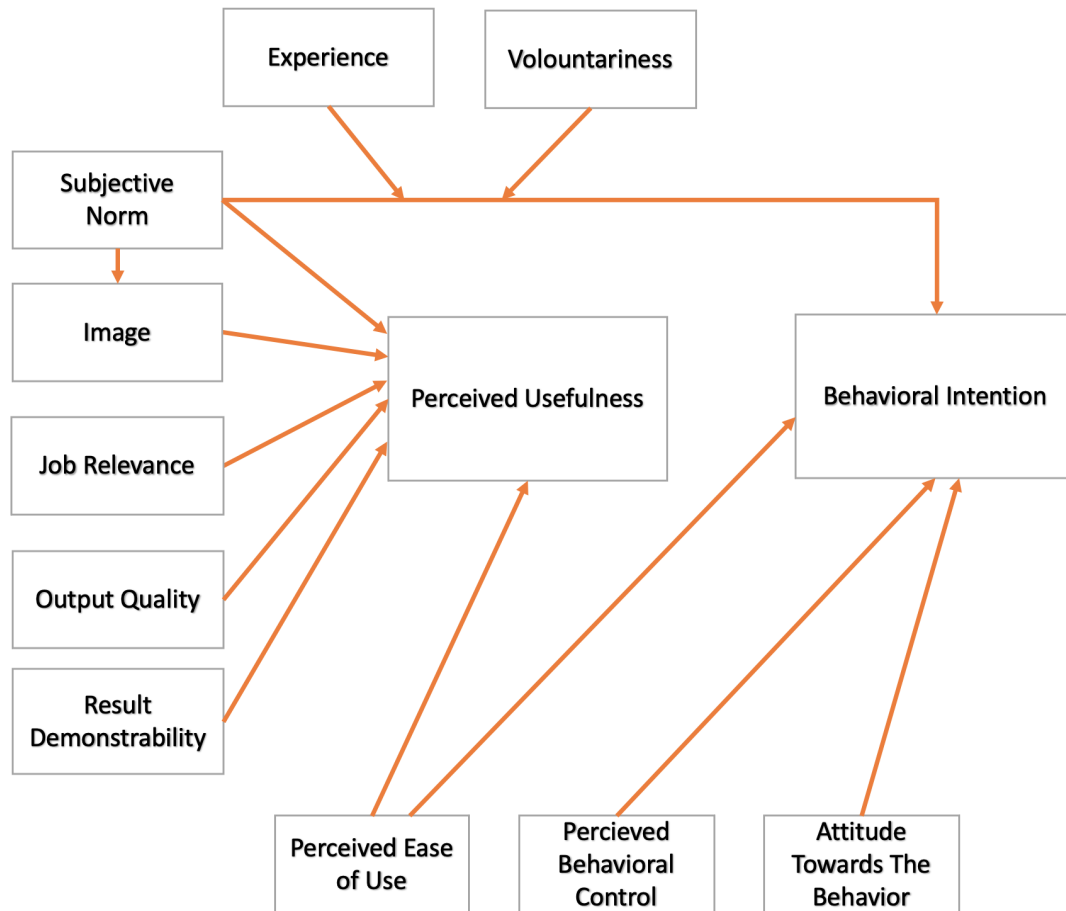 Experience
Volountariness
Subjective
Norm
Image
Perceived Usefulness
Behavioral Intention
Job Relevance
Output Quality
Result
Demonstrability
Perceived Ease
of Use
Percieved
Behavioral
Control
Attitude
Towards The
Behavior